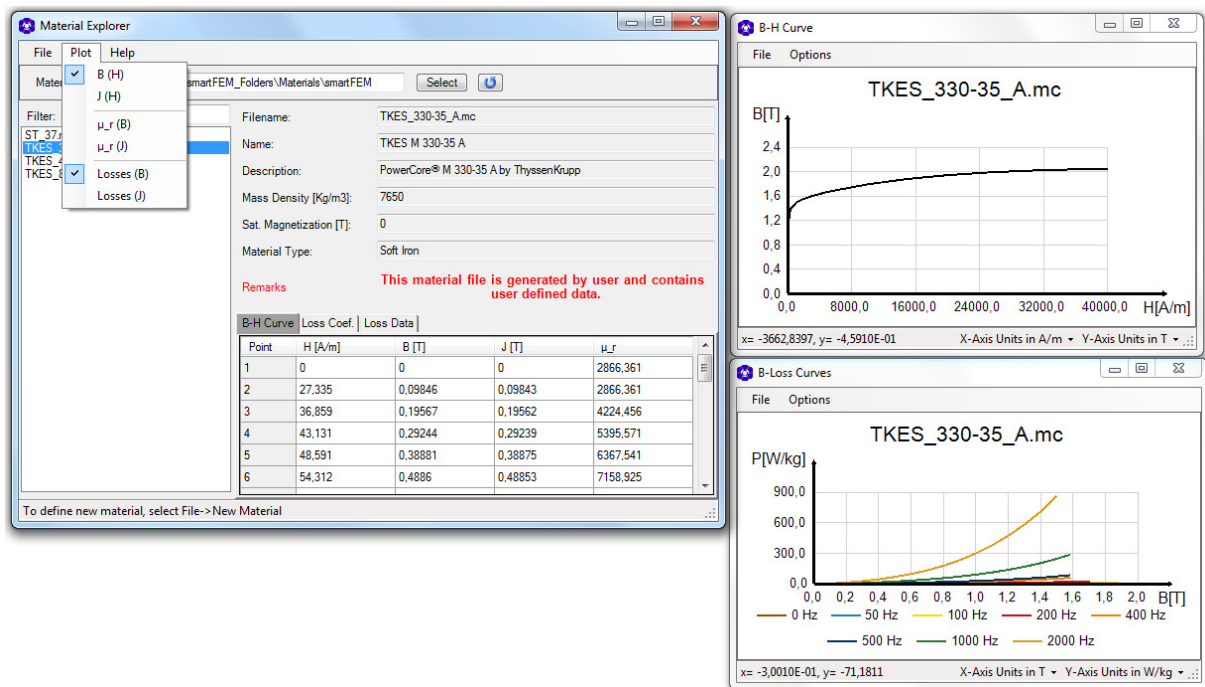 Material Explorer
File Plot Help
B (H)
J (H)
μ_r (B)
μ_r (J)
Losses (B)
Losses (J)
smartFEM_Folders\Materials\smartFEM Select
Filter:
Filename: TKES_330-35_A.mc
Name: TKES M 330-35 A
Description: PowerCore® M 330-35 A by ThyssenKrupp
Mass Density [Kg/m3]: 7650
Sat. Magnetization [T]: 0
Material Type: Soft Iron
Remarks This material file is generated by user and contains
user defined data.
B-H Curve Loss Coef. Loss Data
Point H [A/m] B [T] J [T] μ_r
1 0 0 0 2866,361
2 27,335 0,09846 0,09843 2866,361
3 36,859 0,19567 0,19562 4224,456
4 43,131 0,29244 0,29239 5395,571
5 48,591 0,38881 0,38875 6367,541
6 54,312 0,4886 0,48853 7158,925
To define new material, select File->New Material
B-H Curve
File Options
TKES_330-35_A.mc
B[T]
2,4
2,0
1,6
1,2
0,8
0,4
0,0
0,0 8000,0 16000,0 24000,0 32000,0 40000,0 H[A/m]
x= -3662,8397, y= -4,5910E-01 X-Axis Units in A/m Y-Axis Units in T
B-Loss Curves
File Options
TKES_330-35_A.mc
P[W/kg]
900,0
600,0
300,0
0,0
0,0 0,2 0,4 0,6 0,8 1,0 1,2 1,4 1,6 1,8 2,0 B[T]
0 Hz 50 Hz 100 Hz 200 Hz 400 Hz
500 Hz 1000 Hz 2000 Hz
x= -3,0010E-01, y= -71,1811 X-Axis Units in T Y-Axis Units in W/kg